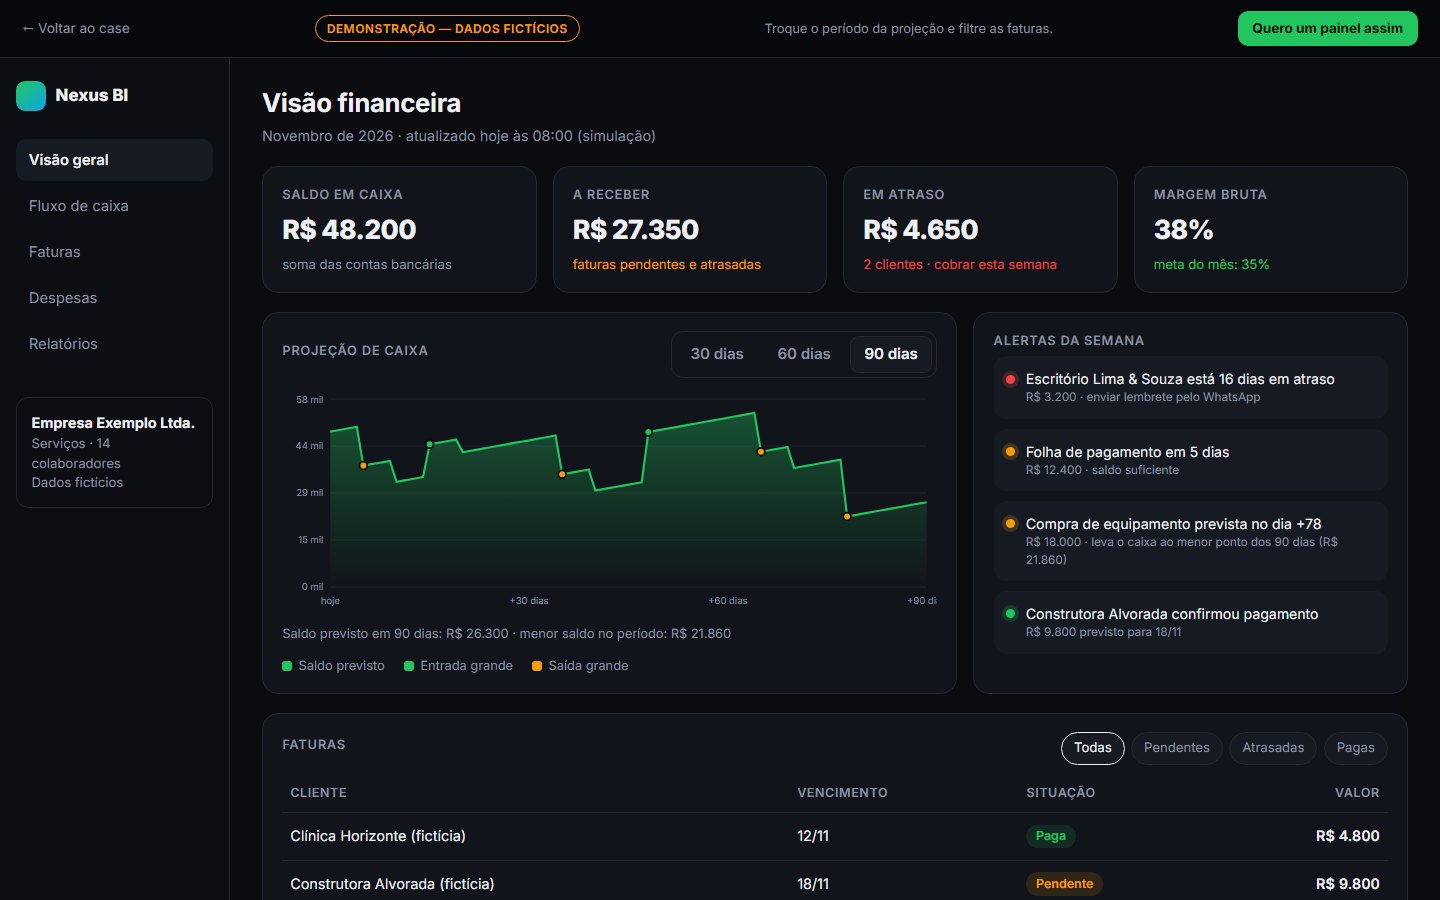 ← Voltar ao case
DEMONSTRAÇÃO — DADOS FICTÍCIOS
Troque o período da projeção e filtre as faturas.
Quero um painel assim
Nexus BI
Visão geral
Fluxo de caixa
Faturas
Despesas
Relatórios
Empresa Exemplo Ltda.
Serviços · 14
colaboradores
Dados fictícios
Visão financeira
Novembro de 2026 · atualizado hoje às 08:00 (simulação)
SALDO EM CAIXA
R$ 48.200
soma das contas bancárias
A RECEBER
R$ 27.350
faturas pendentes e atrasadas
EM ATRASO
R$ 4.650
2 clientes · cobrar esta semana
MARGEM BRUTA
38%
meta do mês: 35%
PROJEÇÃO DE CAIXA
30 dias 60 dias 90 dias
58 mil
44 mil
29 mil
15 mil
0 mil
hoje +30 dias +60 dias +90 di
Saldo previsto em 90 dias: R$ 26.300 · menor saldo no período: R$ 21.860
Saldo previsto Entrada grande Saída grande
ALERTAS DA SEMANA
Escritório Lima & Souza está 16 dias em atraso
R$ 3.200 · enviar lembrete pelo WhatsApp
Folha de pagamento em 5 dias
R$ 12.400 · saldo suficiente
Compra de equipamento prevista no dia +78
R$ 18.000 · leva o caixa ao menor ponto dos 90 dias (R$
21.860)
Construtora Alvorada confirmou pagamento
R$ 9.800 previsto para 18/11
FATURAS
Todas Pendentes Atrasadas Pagas
CLIENTE VENCIMENTO SITUAÇÃO VALOR
Clínica Horizonte (fictícia) 12/11 Paga R$ 4.800
Construtora Alvorada (fictícia) 18/11 Pendente R$ 9.800